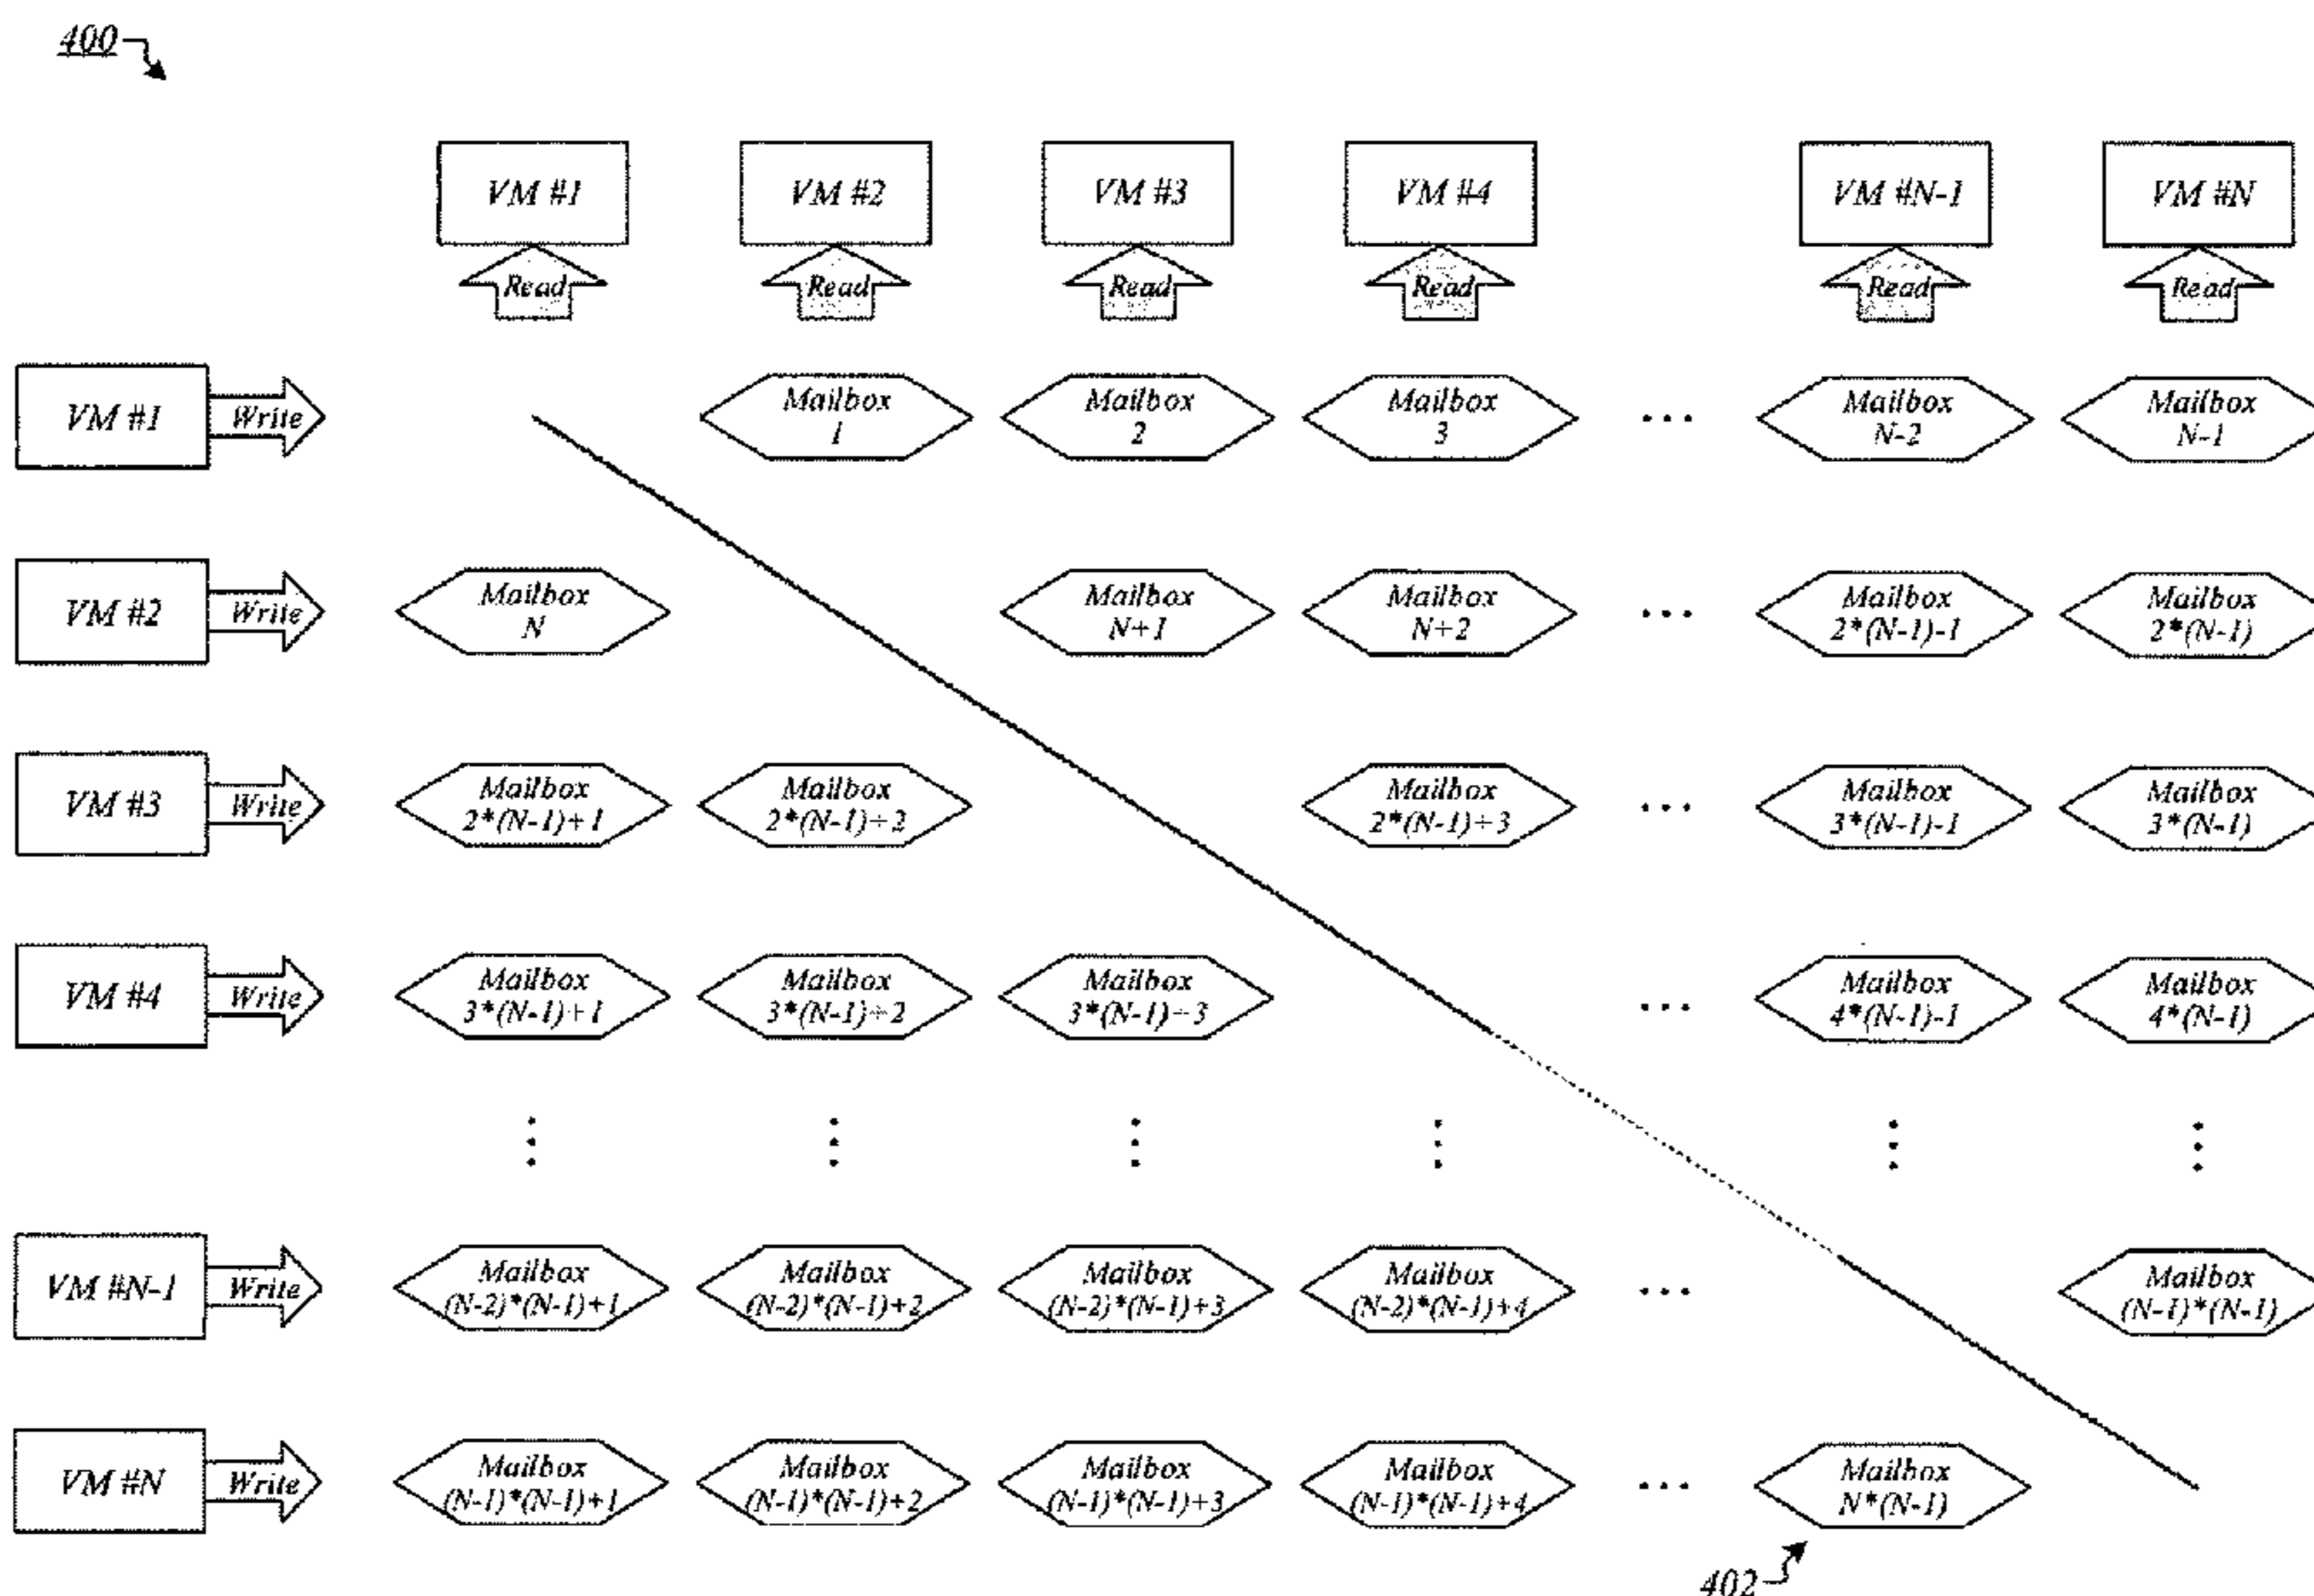 400
VM #1 VM #2 VM #3 VM #4 VM #N-1 VM #N
Read Read Read Read Read Read
VM #1 Write Mailbox Mailbox Mailbox ... Mailbox Mailbox
1 2 3 N-2 N-1
VM #2 Write Mailbox Mailbox Mailbox ... Mailbox Mailbox
N N+1 N+2 2*(N-1)-1 2*(N-1)
VM #3 Write Mailbox Mailbox Mailbox ... Mailbox Mailbox
2*(N-1)+1 2*(N-1)+2 2*(N-1)+3 3*(N-1)-1 3*(N-1)
VM #4 Write Mailbox Mailbox Mailbox ... Mailbox Mailbox
3*(N-1)+1 3*(N-1)+2 3*(N-1)+3 4*(N-1)-1 4*(N-1)
VM #N-1 Write Mailbox Mailbox Mailbox Mailbox ... Mailbox
(N-2)*(N-1)+1 (N-2)*(N-1)+2 (N-2)*(N-1)+3 (N-2)*(N-1)+4 (N-1)*(N-1)
VM #N Write Mailbox Mailbox Mailbox Mailbox ... Mailbox
(N-1)*(N-1)+1 (N-1)*(N-1)+2 (N-1)*(N-1)+3 (N-1)*(N-1)+4 N*(N-1)
402